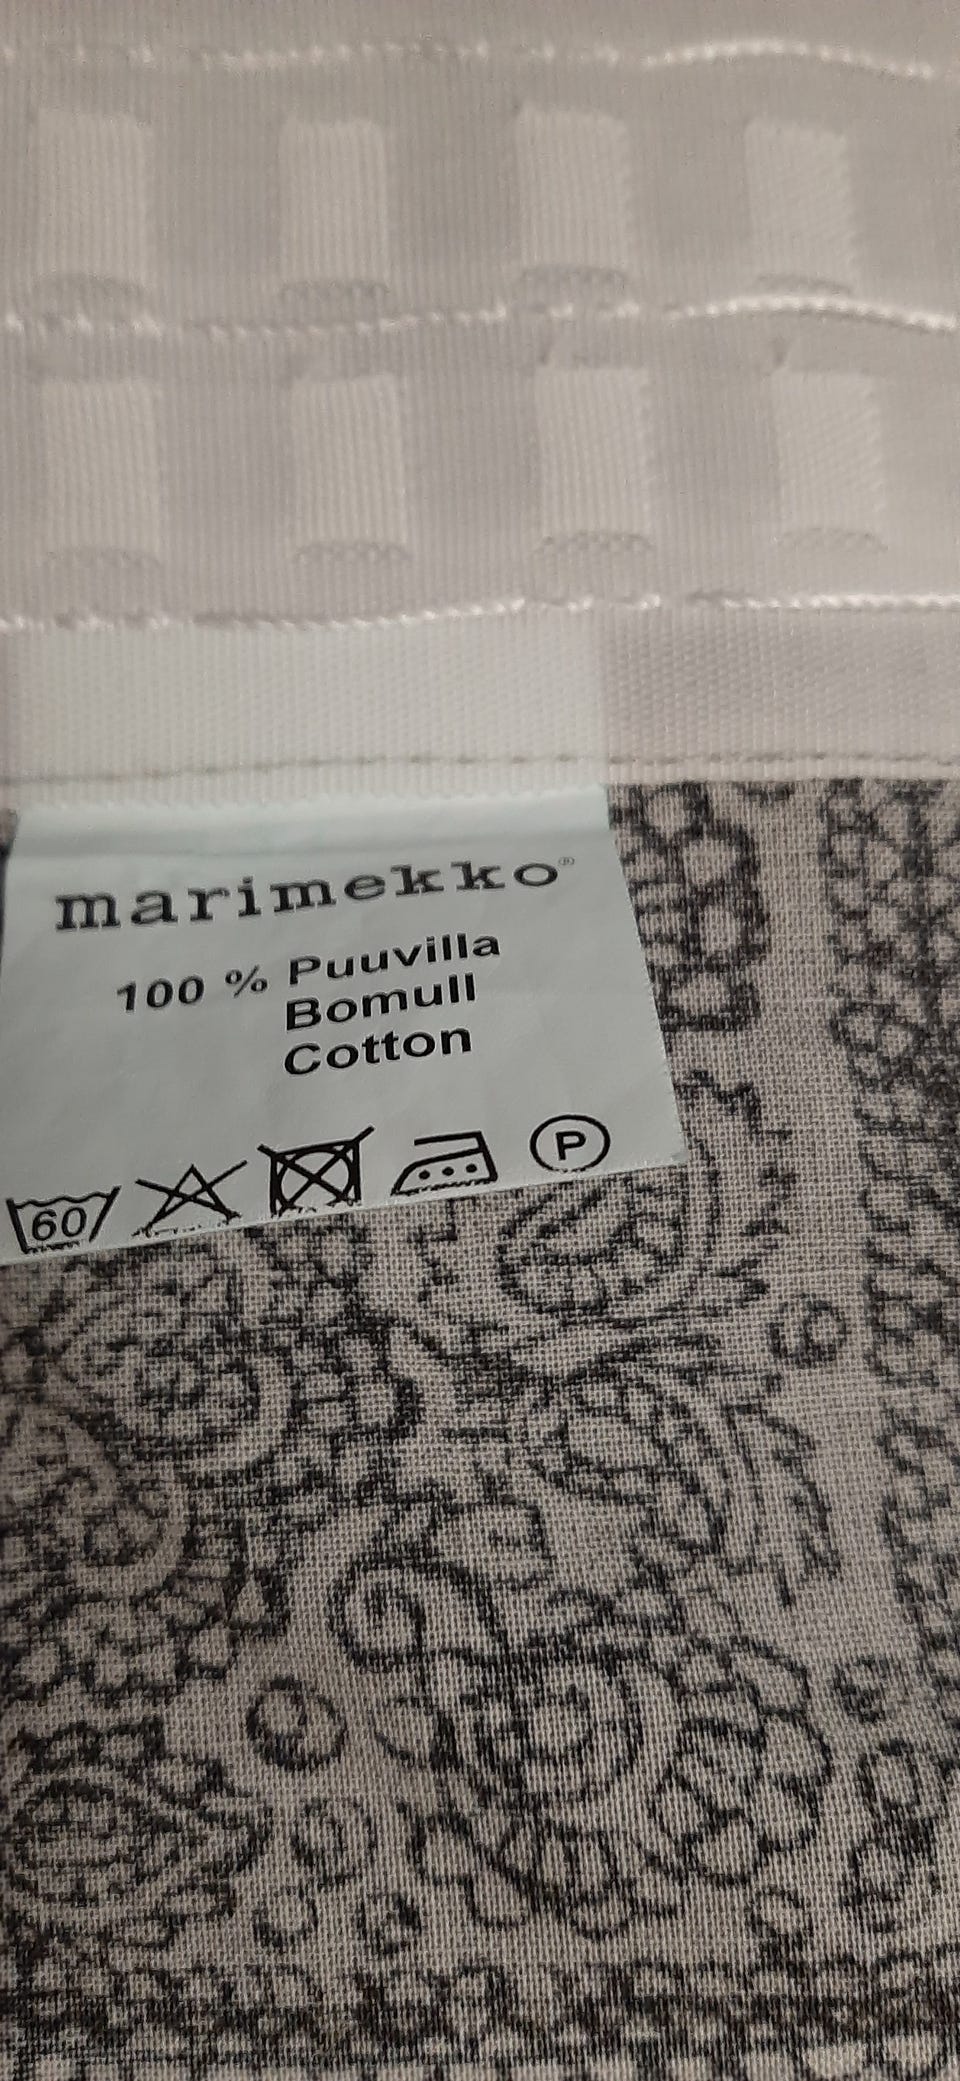 marimekko®
100 % Puuvilla
Bomull
Cotton
60 P